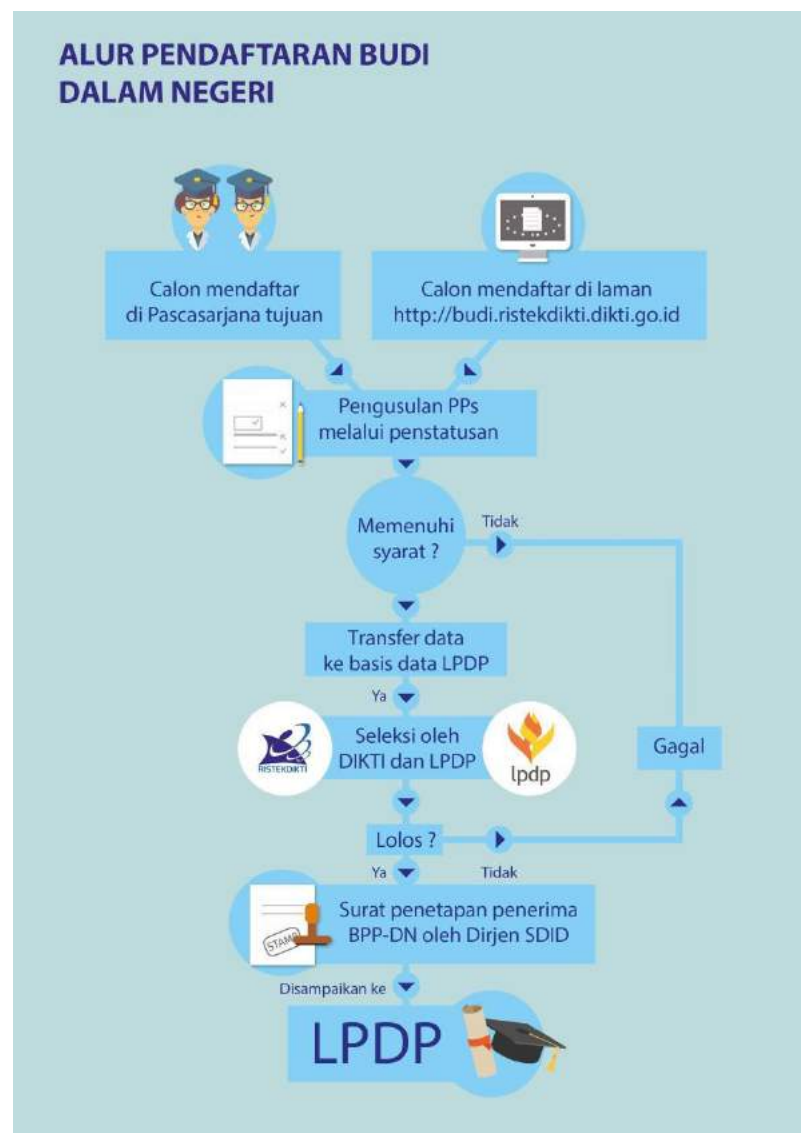 ALUR PENDAFTARAN BUDI
DALAM NEGERI
Calon mendaftar
di Pascasarjana tujuan
Calon mendaftar di laman
http://budi.ristekdikti.dikti.go.id
Pengusulan PPs
melalui penstatusan
Memenuhi
syarat ?
Tidak
Transfer data
ke basis data LPDP
Ya
RISTEKDIKTI
Seleksi oleh
DIKTI dan LPDP
lpdp
Gagal
Lolos ?
Ya
Tidak
STAMP
Surat penetapan penerima
BPP-DN oleh Dirjen SDID
Disampaikan ke
LPDP